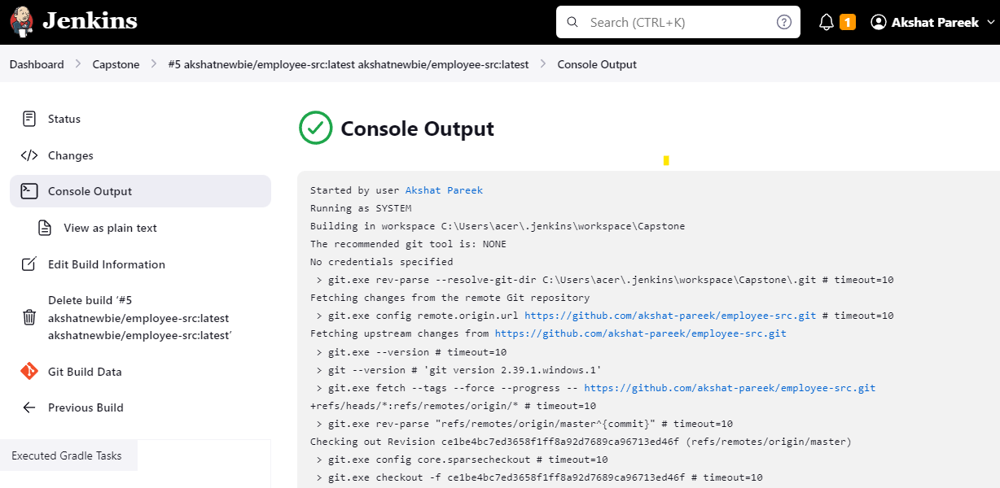 Jenkins
Search (CTRL+K)
?
1
Akshat Pareek
Dashboard
Capstone
#5 akshatnewbie/employee-src:latest akshatnewbie/employee-src:latest
Console Output
Status
Changes
Console Output
View as plain text
Edit Build Information
Delete build ‘#5
akshatnewbie/employee-src:latest
akshatnewbie/employee-src:latest’
Git Build Data
Previous Build
Executed Gradle Tasks
Console Output
Started by user Akshat Pareek
Running as SYSTEM
Building in workspace C:\Users\acer\.jenkins\workspace\Capstone
The recommended git tool is: NONE
No credentials specified
> git.exe rev-parse --resolve-git-dir C:\Users\acer\.jenkins\workspace\Capstone\.git # timeout=10
Fetching changes from the remote Git repository
> git.exe config remote.origin.url https://github.com/akshat-pareek/employee-src.git # timeout=10
Fetching upstream changes from https://github.com/akshat-pareek/employee-src.git
> git.exe --version # timeout=10
> git --version # 'git version 2.39.1.windows.1'
> git.exe fetch --tags --force --progress -- https://github.com/akshat-pareek/employee-src.git
+refs/heads/*:refs/remotes/origin/* # timeout=10
> git.exe rev-parse "refs/remotes/origin/master^{commit}" # timeout=10
Checking out Revision ce1be4bc7ed3658f1ff8a92d7689ca96713ed46f (refs/remotes/origin/master)
> git.exe config core.sparsecheckout # timeout=10
> git.exe checkout -f ce1be4bc7ed3658f1ff8a92d7689ca96713ed46f # timeout=10